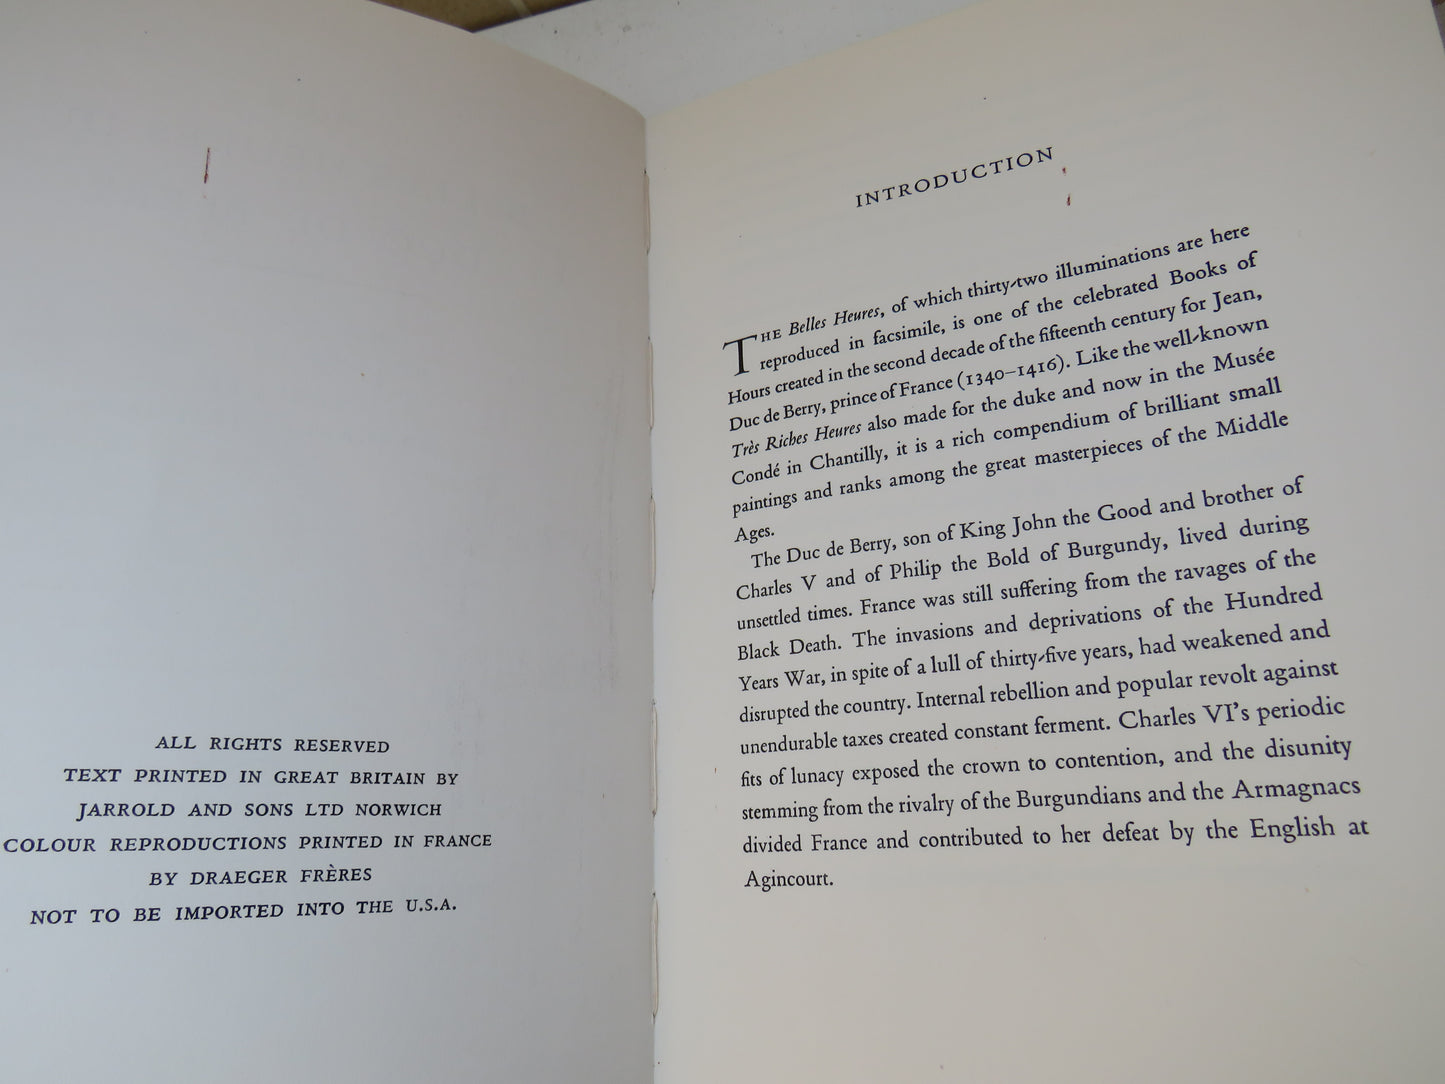 ALL RIGHTS RESERVED
TEXT PRINTED IN GREAT BRITAIN BY
JARROLD AND SONS LTD NORWICH
COLOUR REPRODUCTIONS PRINTED IN FRANCE
BY DRAEGER FRÈRES
NOT TO BE IMPORTED INTO THE U.S.A.
INTRODUCTION
THE Belles Heures, of which thirty-two illuminations are here
reproduced in facsimile, is one of the celebrated Books of
Hours created in the second decade of the fifteenth century for Jean,
Duc de Berry, prince of France (1340–1416). Like the well-known
Très Riches Heures also made for the duke and now in the Musée
Condé in Chantilly, it is a rich compendium of brilliant small
paintings and ranks among the great masterpieces of the Middle
Ages.
The Duc de Berry, son of King John the Good and brother of
Charles V and of Philip the Bold of Burgundy, lived during
unsettled times. France was still suffering from the ravages of the
Black Death. The invasions and deprivations of the Hundred
Years War, in spite of a lull of thirty-five years, had weakened and
disrupted the country. Internal rebellion and popular revolt against
unendurable taxes created constant ferment. Charles VI's periodic
fits of lunacy exposed the crown to contention, and the disunity
stemming from the rivalry of the Burgundians and the Armagnacs
divided France and contributed to her defeat by the English at
Agincourt.